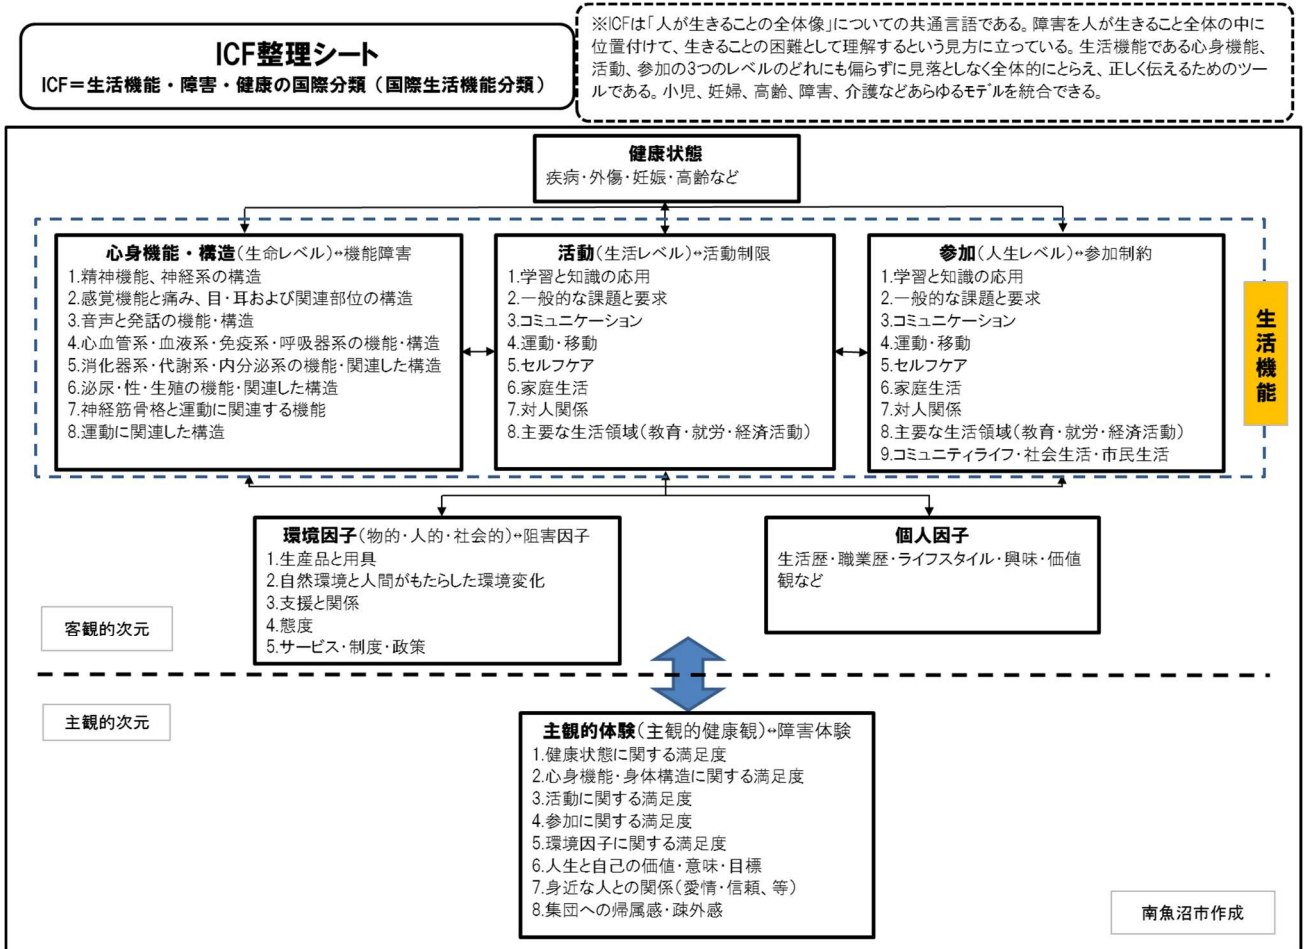 ICF整理シート
ICF＝生活機能・障害・健康の国際分類（国際生活機能分類）
※ICFは「人が生きることの全体像」についての共通言語である。障害を人が生きること全体の中に
位置付けて、生きることの困難として理解するという見方に立っている。生活機能である心身機能、
活動、参加の3つのレベルのどれにも偏らずに見落としなく全体的にとらえ、正しく伝えるためのツー
ルである。小児、妊婦、高齢、障害、介護などあらゆるモデルを統合できる。
健康状態
疾病・外傷・妊娠・高齢など
心身機能・構造（生命レベル）↔機能障害
1.精神機能、神経系の構造
2.感覚機能と痛み、目・耳および関連部位の構造
3.音声と発話の機能・構造
4.心血管系・血液系・免疫系・呼吸器系の機能・構造
5.消化器系・代謝系・内分泌系の機能・関連した構造
6.泌尿・性・生殖の機能・関連した構造
7.神経筋骨格と運動に関連する機能
8.運動に関連した構造
活動（生活レベル）↔活動制限
1.学習と知識の応用
2.一般的な課題と要求
3.コミュニケーション
4.運動・移動
5.セルフケア
6.家庭生活
7.対人関係
8.主要な生活領域（教育・就労・経済活動）
参加（人生レベル）↔参加制約
1.学習と知識の応用
2.一般的な課題と要求
3.コミュニケーション
4.運動・移動
5.セルフケア
6.家庭生活
7.対人関係
8.主要な生活領域（教育・就労・経済活動）
9.コミュニティライフ・社会生活・市民生活
生活機能
環境因子（物的・人的・社会的）↔阻害因子
1.生産品と用具
2.自然環境と人間がもたらした環境変化
3.支援と関係
4.態度
5.サービス・制度・政策
個人因子
生活歴・職業歴・ライフスタイル・興味・価値
観など
客観的次元
主観的次元
主観的体験（主観的健康観）↔障害体験
1.健康状態に関する満足度
2.心身機能・身体構造に関する満足度
3.活動に関する満足度
4.参加に関する満足度
5.環境因子に関する満足度
6.人生と自己の価値・意味・目標
7.身近な人との関係（愛情・信頼、等）
8.集団への帰属感・疎外感
南魚沼市作成